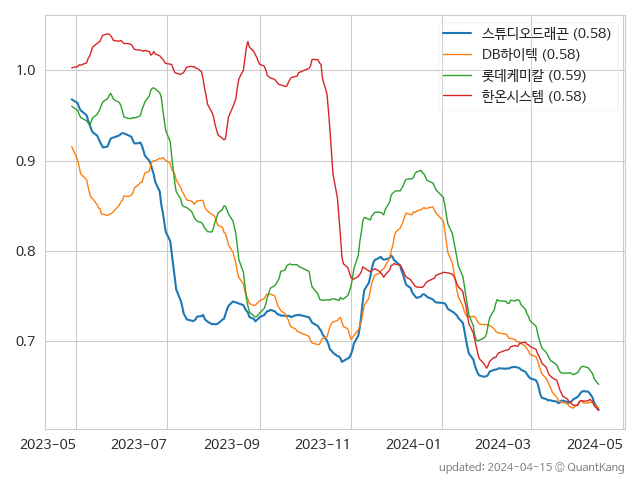 스튜디오드래곤 (0.58)
DB하이텍 (0.58)
롯데케미칼 (0.59)
한온시스템 (0.58)
1.0
0.9
0.8
0.7
2023-05 2023-07 2023-09 2023-11 2024-01 2024-03 2024-05
updated: 2024-04-15 © QuantKang